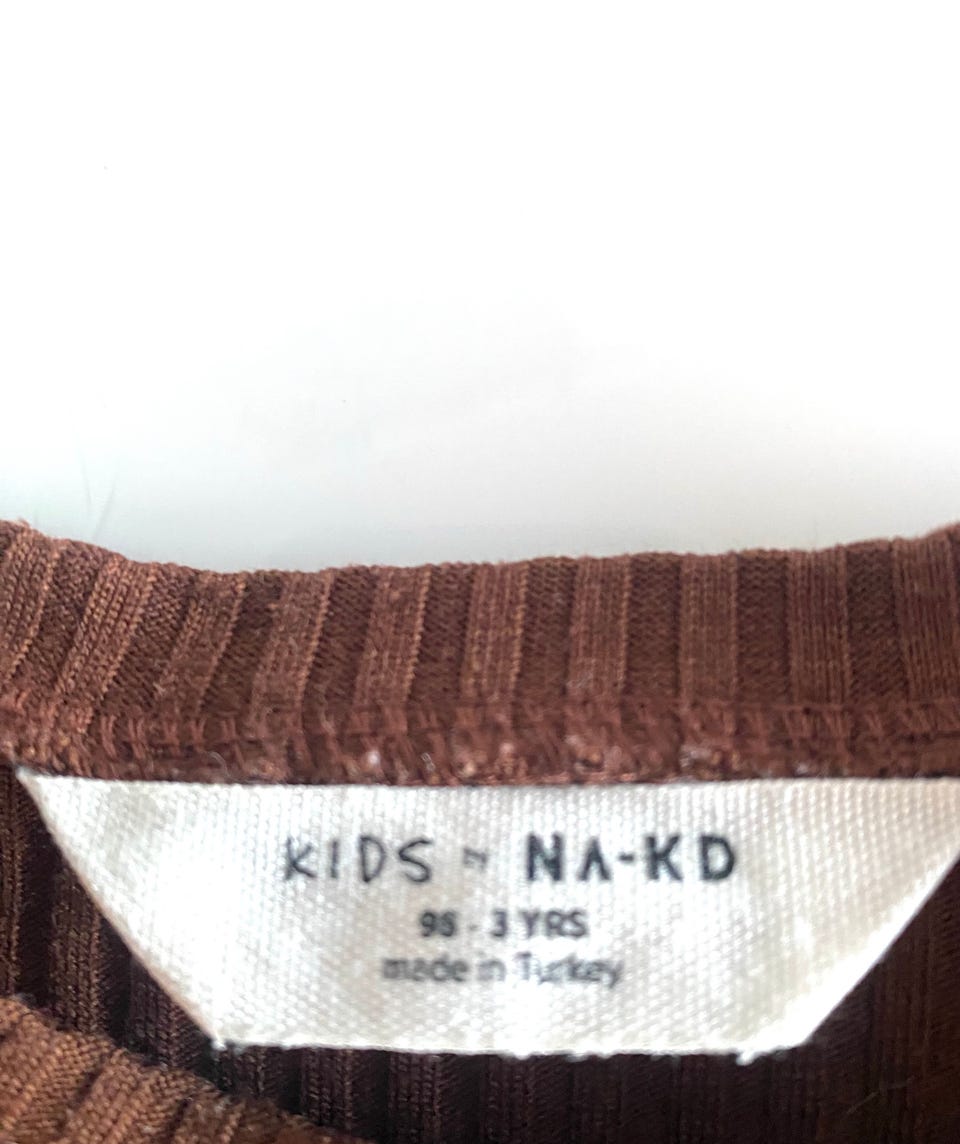 KIDS BY NA-KD
98 - 3 YRS
made in Turkey